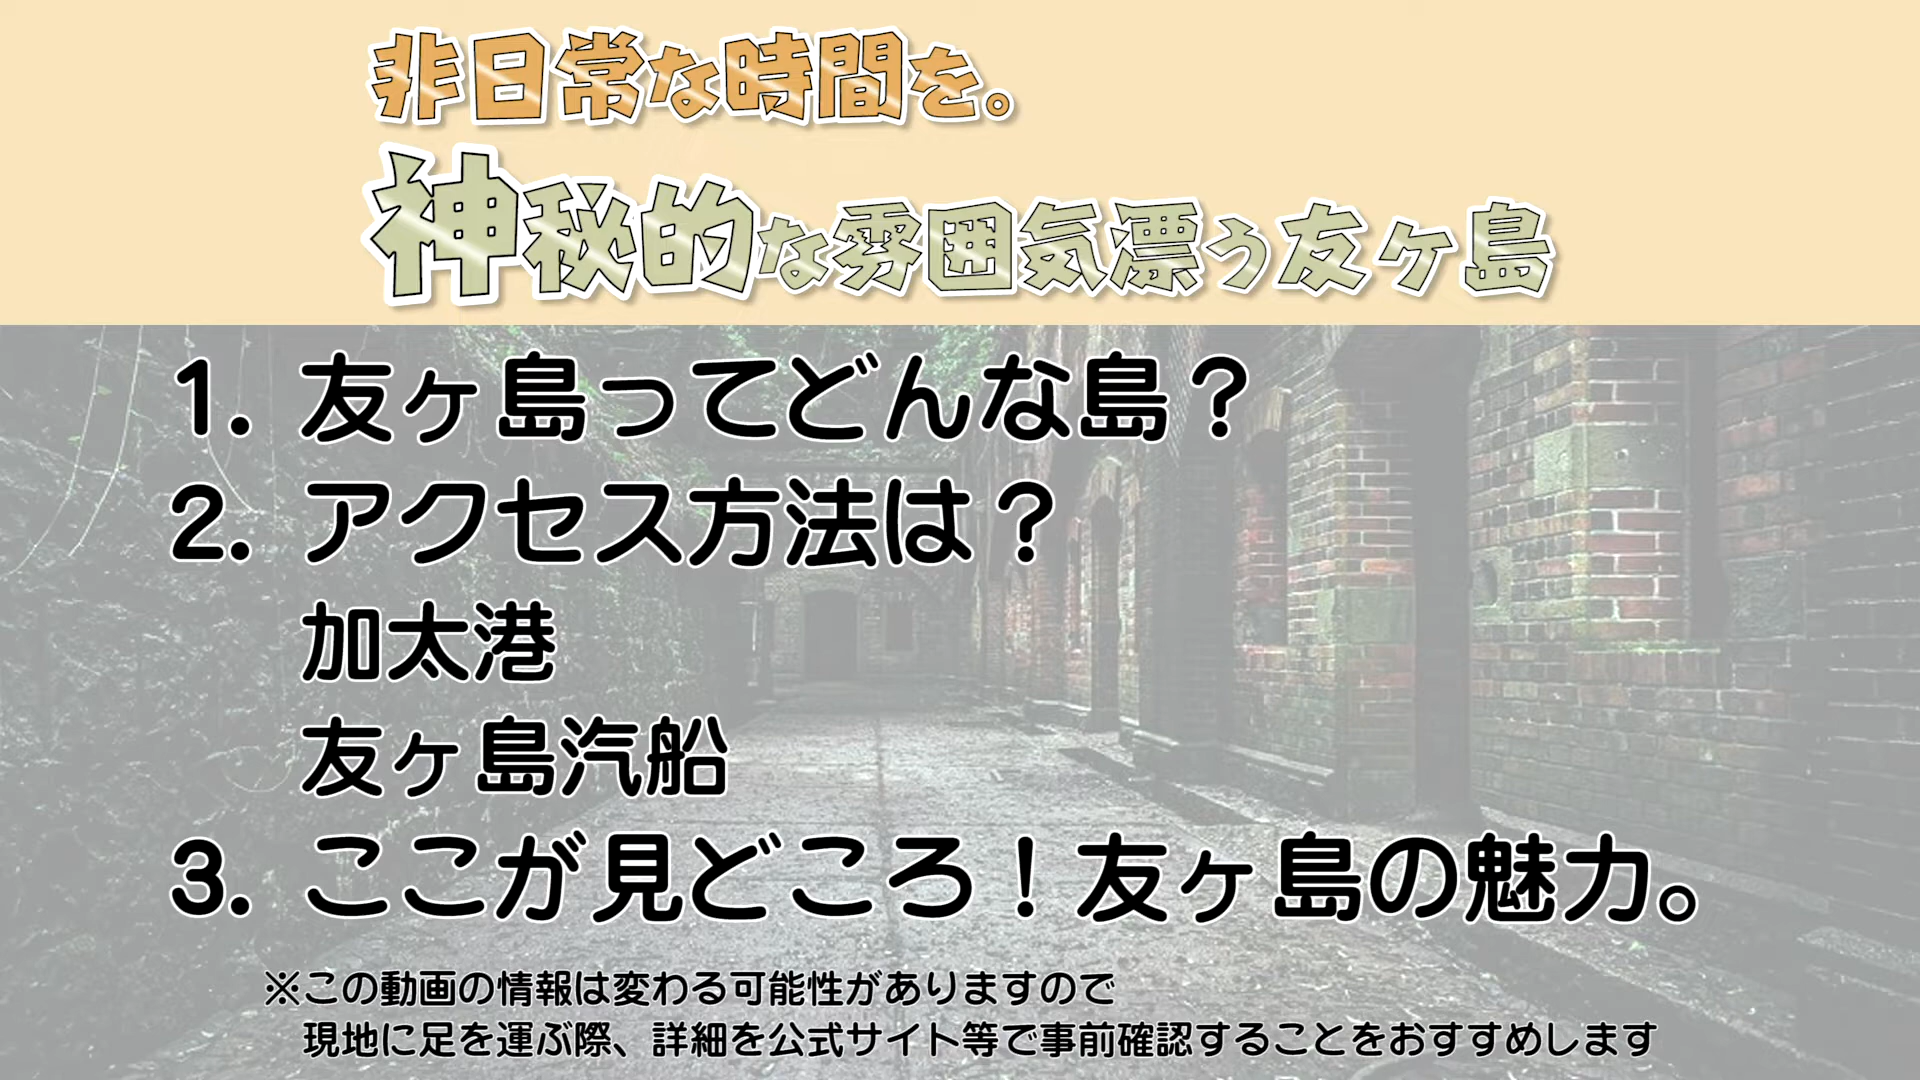 非日常な時間を。
神秘的な雰囲気漂う友ヶ島
1. 友ヶ島ってどんな島？
2. アクセス方法は？
加太港
友ヶ島汽船
3. ここが見どころ！友ヶ島の魅力。
※この動画の情報は変わる可能性がありますので
現地に足を運ぶ際、詳細を公式サイト等で事前確認することをおすすめします